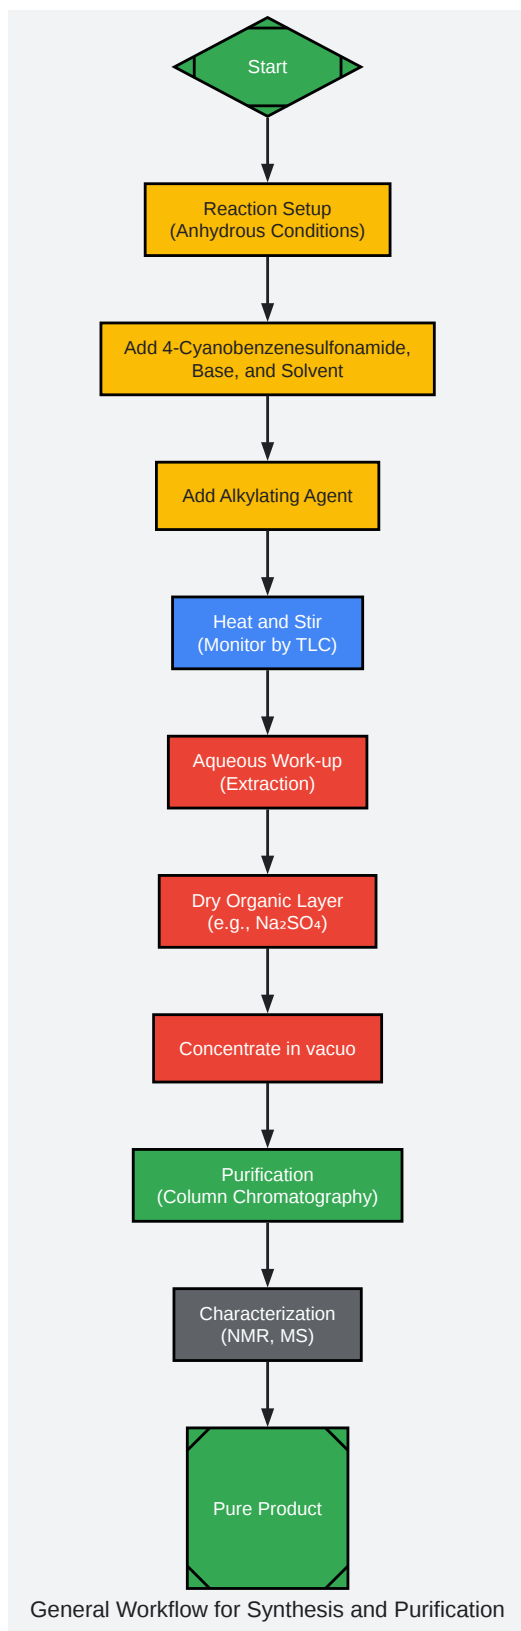 Start
Reaction Setup
(Anhydrous Conditions)
Add 4-Cyanobenzenesulfonamide,
Base, and Solvent
Add Alkylating Agent
Heat and Stir
(Monitor by TLC)
Aqueous Work-up
(Extraction)
Dry Organic Layer
(e.g., Na₂SO₄)
Concentrate in vacuo
Purification
(Column Chromatography)
Characterization
(NMR, MS)
Pure Product
General Workflow for Synthesis and Purification